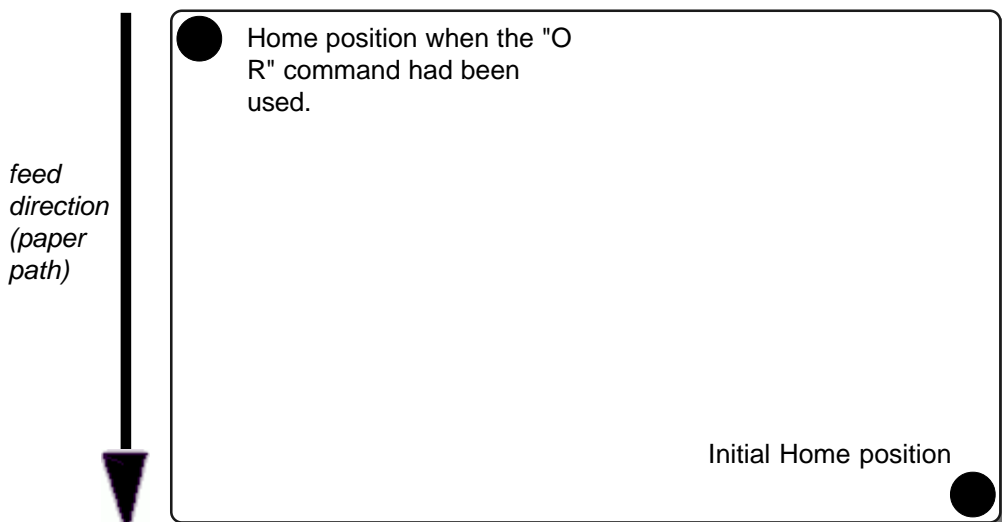 Home position when the "O
R" command had been
used.
feed
direction
(paper
path)
Initial Home position